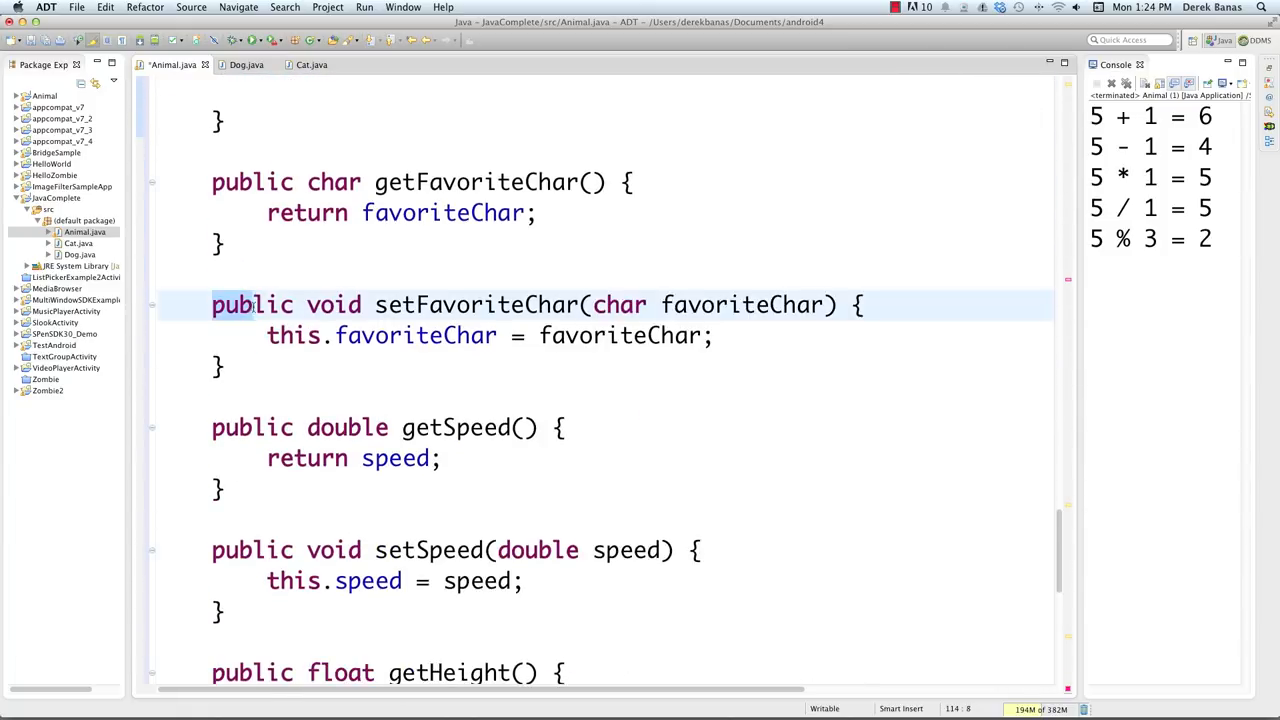 ADT File Edit Refactor Source Navigate Search Project Run Window Help 10 Mon 1:24 PM Derek Banas
Java - JavaComplete/src/Animal.java - ADT - /Users/derekbanas/Documents/android4
Quick Access Java DDMS
Package Exp
*Animal.java Dog.java Cat.java
Console
<terminated> Animal (1) [Java Application] /S
Animal
appcompat_v7
appcompat_v7_2
appcompat_v7_3
appcompat_v7_4
BridgeSample
HelloWorld
HelloZombie
ImageFilterSampleApp
JavaComplete
src
(default package)
Animal.java
Cat.java
Dog.java
JRE System Library [Ja
ListPickerExample2Activi
MediaBrowser
MultiWindowSDKExample
MusicPlayerActivity
SlookActivity
SPenSDK30_Demo
TestAndroid
TextGroupActivity
VideoPlayerActivity
Zombie
Zombie2
}
public char getFavoriteChar() {
return favoriteChar;
}
public void setFavoriteChar(char favoriteChar) {
this.favoriteChar = favoriteChar;
}
public double getSpeed() {
return speed;
}
public void setSpeed(double speed) {
this.speed = speed;
}
public float getHeight() {
5 + 1 = 6
5 - 1 = 4
5 * 1 = 5
5 / 1 = 5
5 % 3 = 2
Writable Smart Insert 114 : 8 194M of 382M